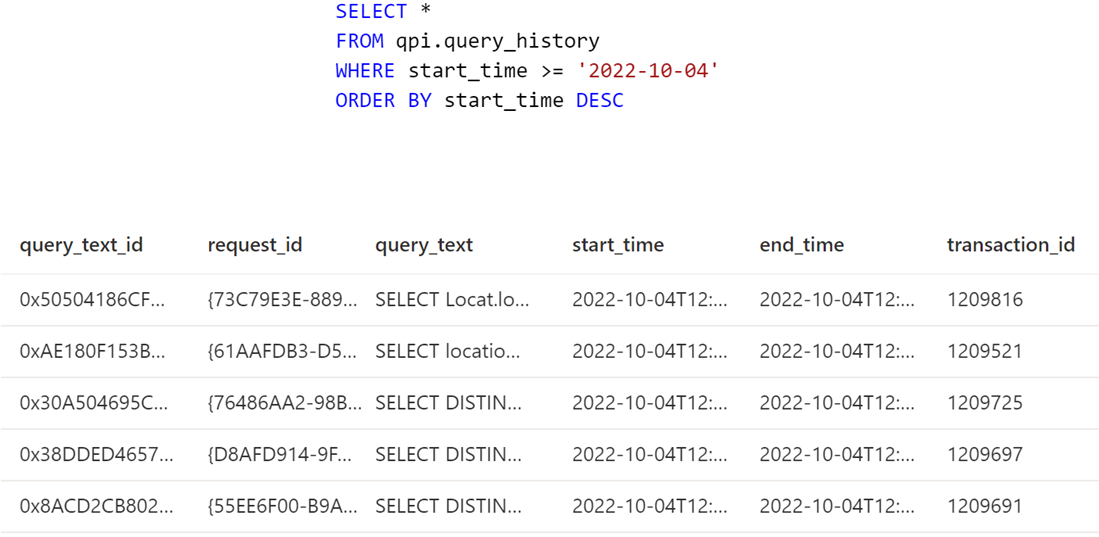 SELECT *
FROM qpi.query_history
WHERE start_time >= '2022-10-04'
ORDER BY start_time DESC
query_text_id request_id query_text start_time end_time transaction_id
0x50504186CF... {73C79E3E-889... SELECT Locat.lo... 2022-10-04T12:... 2022-10-04T12:... 1209816
0xAE180F153B... {61AAFDB3-D5... SELECT locatio... 2022-10-04T12:... 2022-10-04T12:... 1209521
0x30A504695C... {76486AA2-98B... SELECT DISTIN... 2022-10-04T12:... 2022-10-04T12:... 1209725
0x38DDED4657... {D8AFD914-9F... SELECT DISTIN... 2022-10-04T12:... 2022-10-04T12:... 1209697
0x8ACD2CB802... {55EE6F00-B9A... SELECT DISTIN... 2022-10-04T12:... 2022-10-04T12:... 1209691